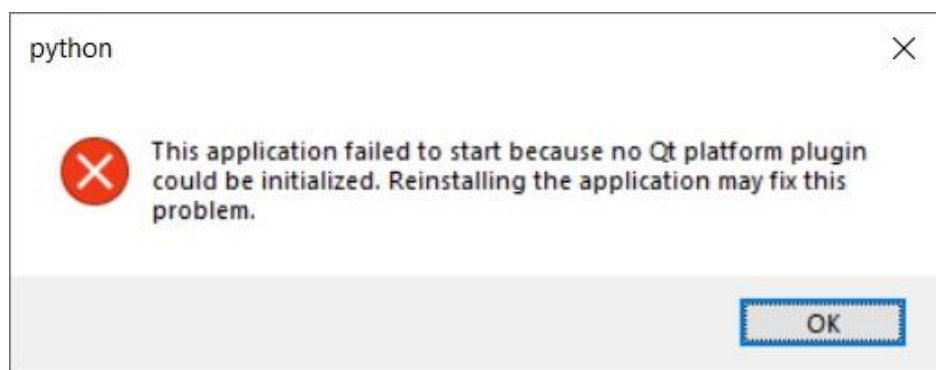 python
This application failed to start because no Qt platform plugin
could be initialized. Reinstalling the application may fix this
problem.
OK